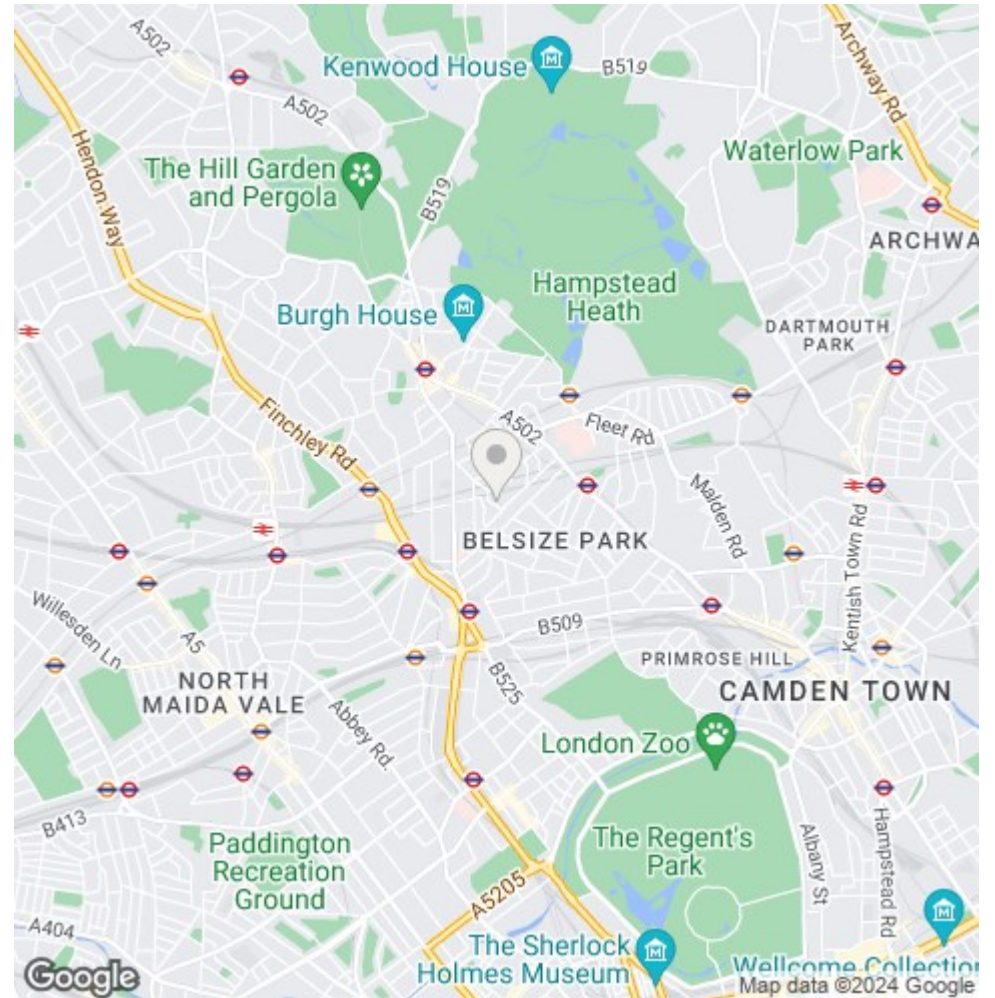 A502
Kenwood House
B519
Archway Rd
A502
Hendon Way
The Hill Garden
and Pergola
B519
Waterlow Park
ARCHWA
Hampstead
Heath
Burgh House
DARTMOUTH
PARK
Finchley Rd
A502
Fleet Rd
Malden Rd
BELSIZE PARK
Kentish Town Rd
Willesden Ln
A5
B509
PRIMROSE HILL
NORTH
MAIDA VALE
B525
CAMDEN TOWN
Abbey Rd.
London Zoo
B413
Paddington
Recreation
Ground
The Regent's
Park
Albany St
Hampstead Rd
A5205
A404
The Sherlock
Holmes Museum
Wellcome Collection
Google
Map data ©2024 Google